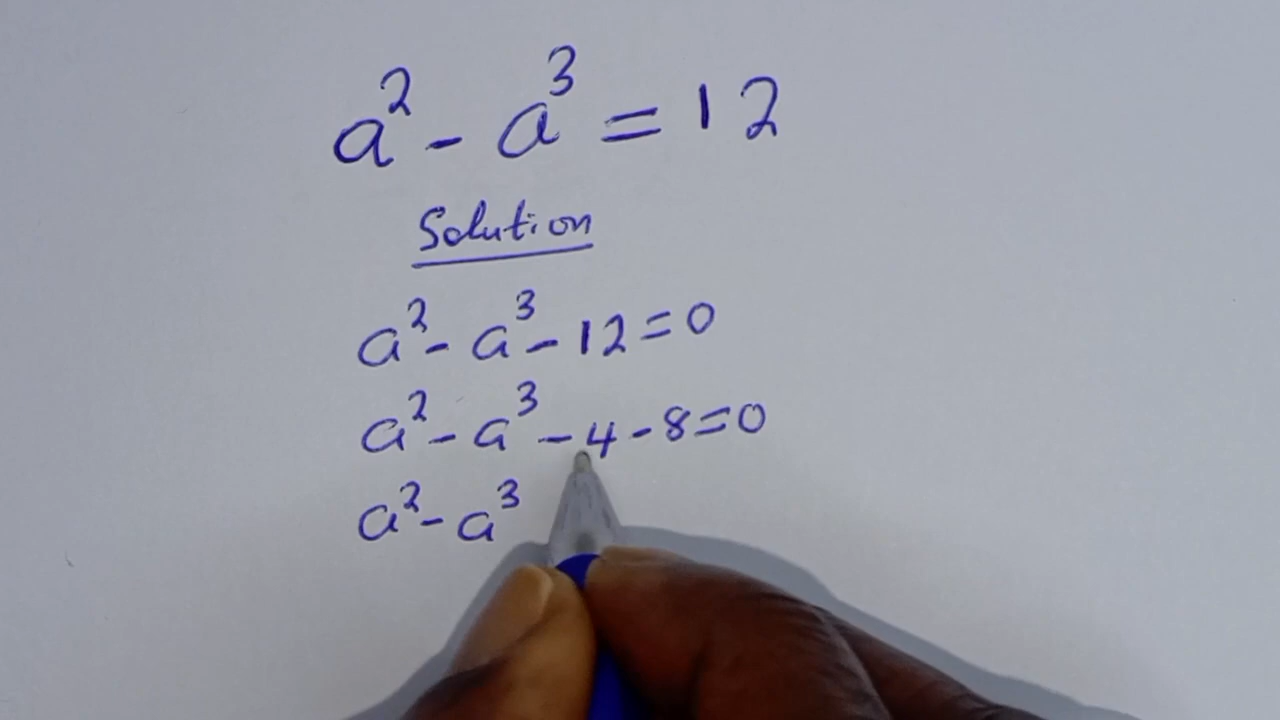 a² - a³ = 12
Solution
a² - a³ - 12 = 0
a² - a³ - 4 - 8 = 0
a² - a³